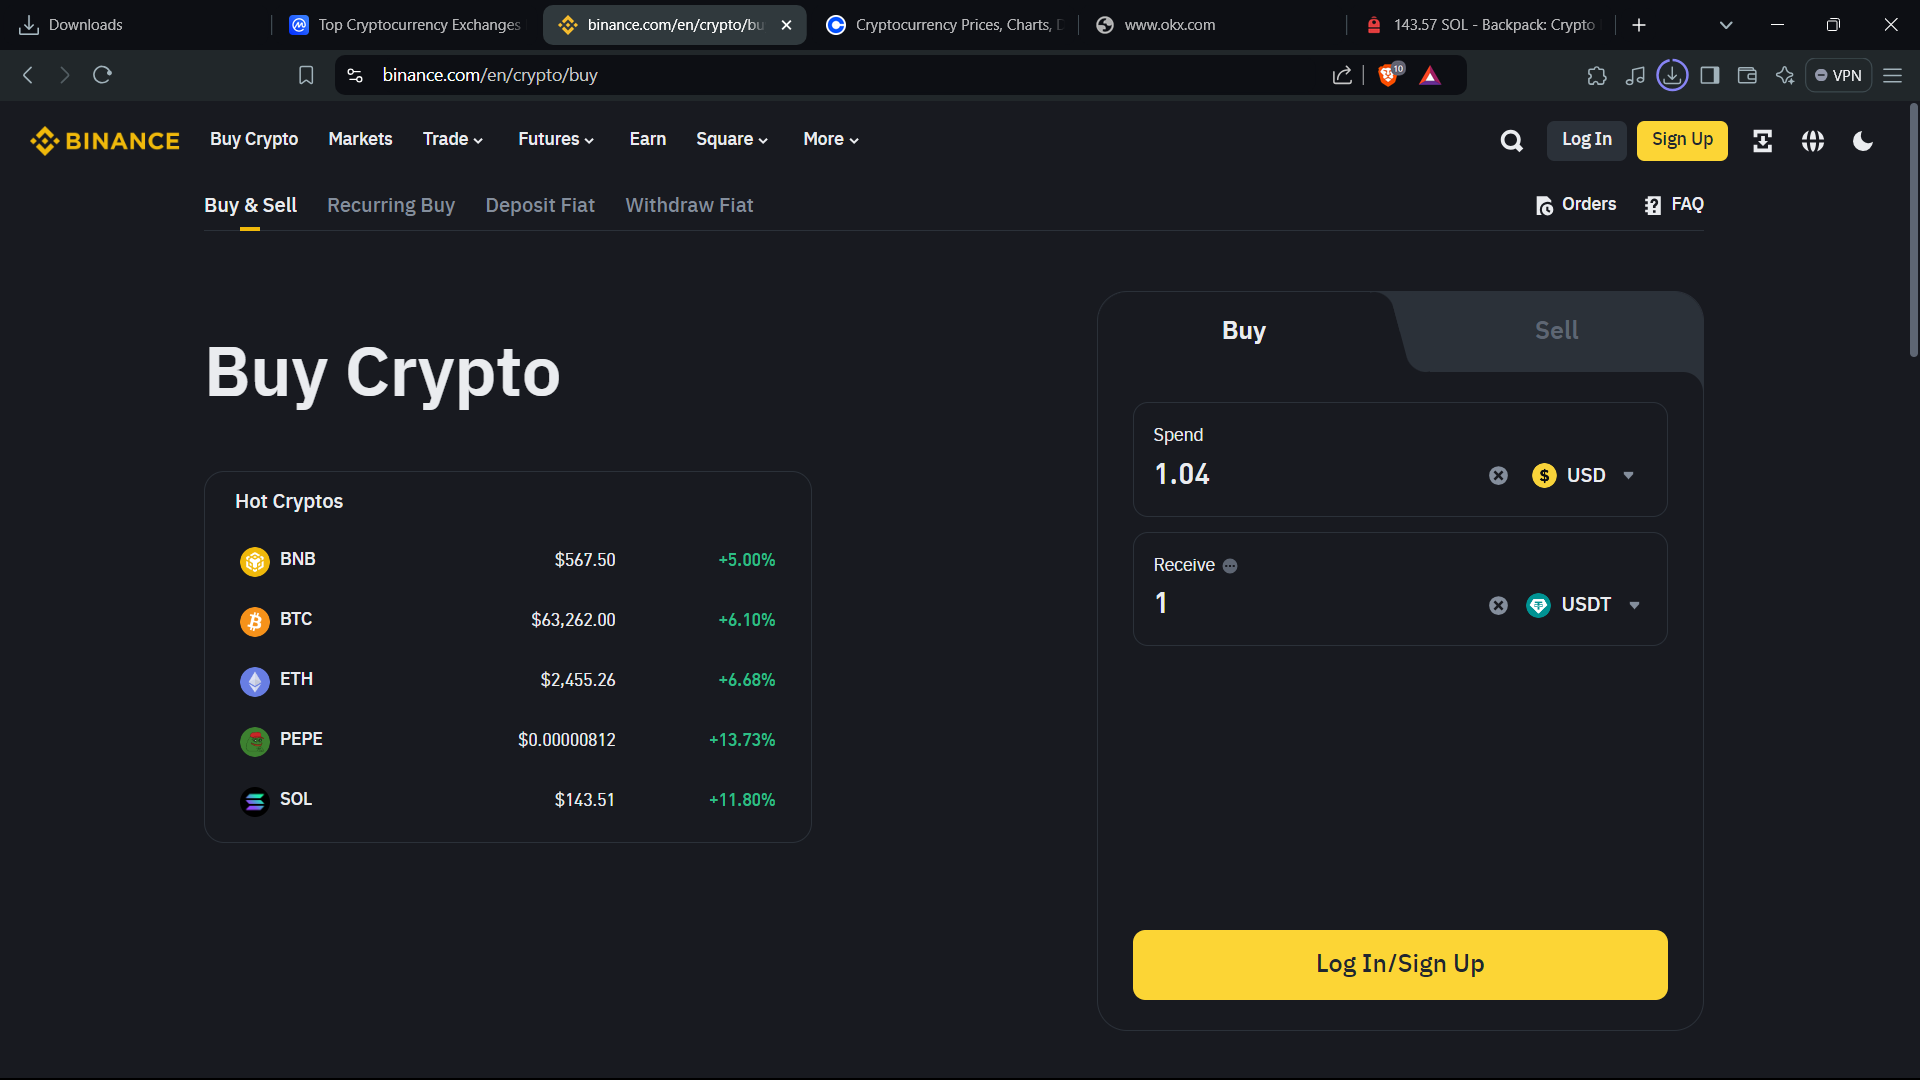 Downloads
Top Cryptocurrency Exchanges
binance.com/en/crypto/bu
Cryptocurrency Prices, Charts, D
www.okx.com
143.57 SOL - Backpack: Crypto
binance.com/en/crypto/buy
10
VPN
BINANCE
Buy Crypto
Markets
Trade
Futures
Earn
Square
More
Log In
Sign Up
Buy & Sell
Recurring Buy
Deposit Fiat
Withdraw Fiat
Orders
FAQ
Buy Crypto
Hot Cryptos
BNB $567.50 +5.00%
BTC $63,262.00 +6.10%
ETH $2,455.26 +6.68%
PEPE $0.00000812 +13.73%
SOL $143.51 +11.80%
Buy
Sell
Spend
1.04
USD
Receive
1
USDT
Log In/Sign Up